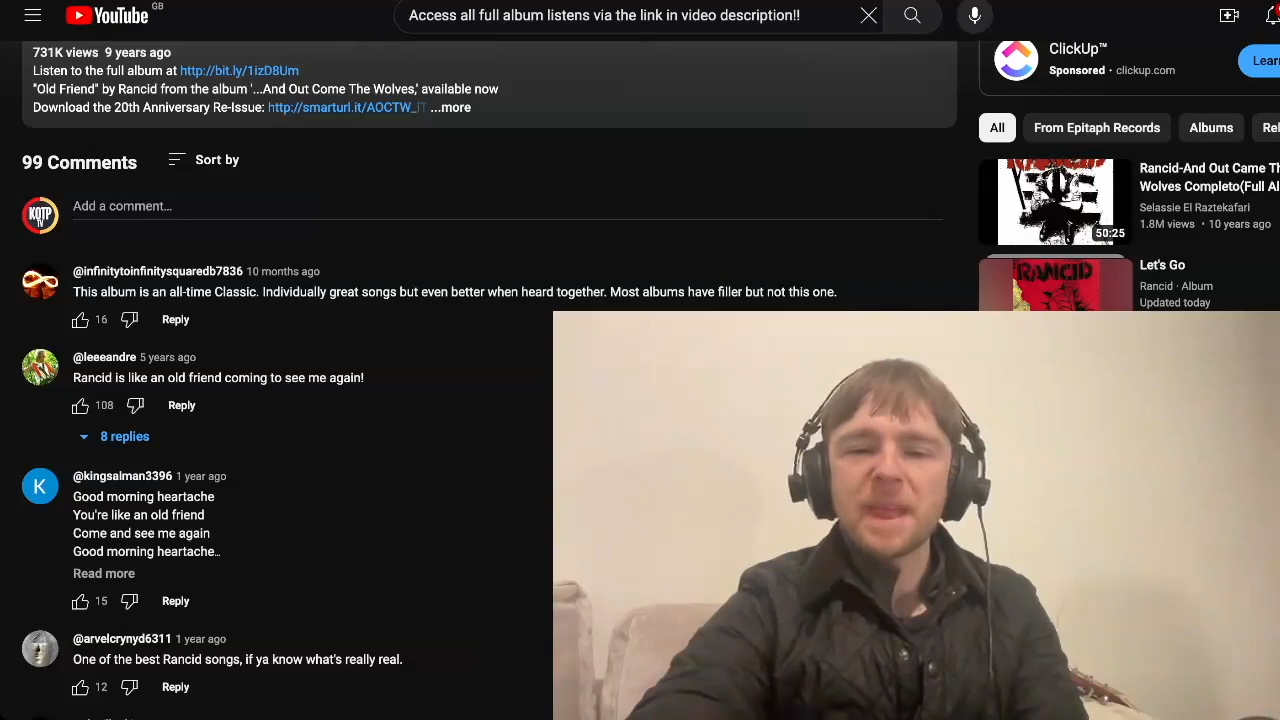 YouTube GB
Access all full album listens via the link in video description!!
731K views 9 years ago
Listen to the full album at http://bit.ly/1izD8Um
"Old Friend" by Rancid from the album '...And Out Come The Wolves,' available now
Download the 20th Anniversary Re-Issue: http://smarturl.it/AOCTW_iT ...more
99 Comments
Sort by
KOTP
TV
Add a comment...
@infinitytoinfinitysquaredb7836 10 months ago
This album is an all-time Classic. Individually great songs but even better when heard together. Most albums have filler but not this one.
16 Reply
@leeeandre 5 years ago
Rancid is like an old friend coming to see me again!
108 Reply
8 replies
K
@kingsalman3396 1 year ago
Good morning heartache
You're like an old friend
Come and see me again
Good morning heartache…
Read more
15 Reply
@arvelcrynyd6311 1 year ago
One of the best Rancid songs, if ya know what's really real.
12 Reply
ClickUp™
Sponsored • clickup.com
Lear
All From Epitaph Records Albums Rel
50:25
Rancid-And Out Come Th
Wolves Completo(Full Al
Selassie El Raztekafari
1.8M views • 10 years ago
RANCID
Let's Go
Rancid · Album
Updated today